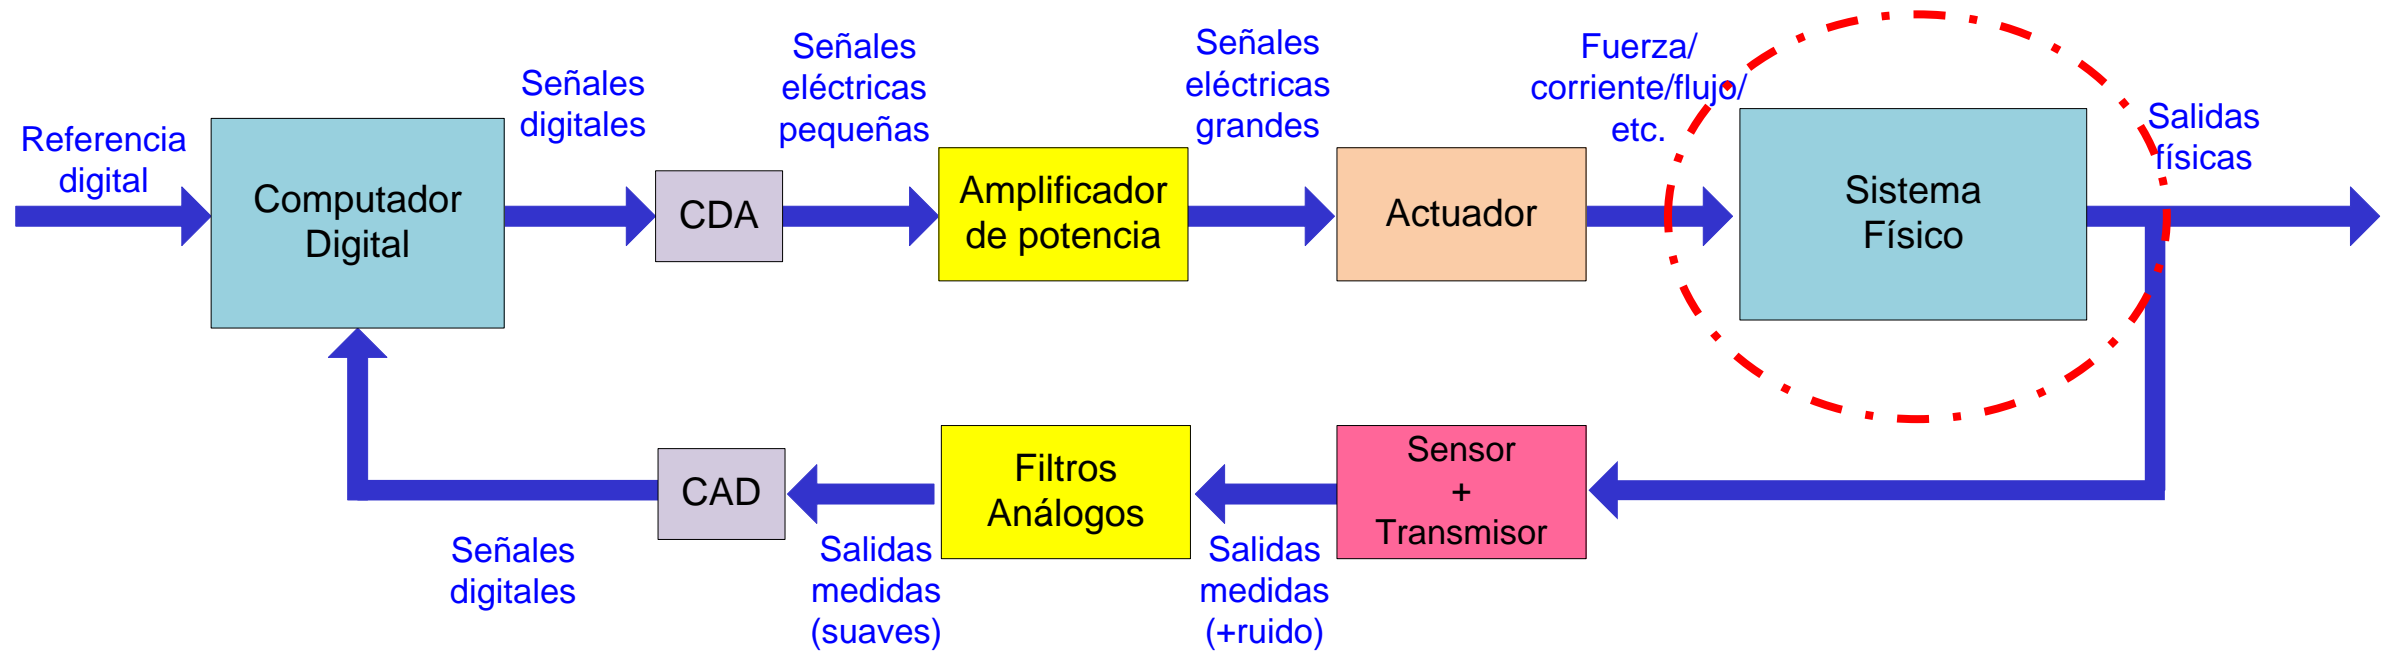 Referencia
digital
Computador
Digital
Señales
digitales
CDA
Señales
eléctricas
pequeñas
Amplificador
de potencia
Señales
eléctricas
grandes
Actuador
Fuerza/
corriente/flujo/
etc.
Sistema
Físico
Salidas
físicas
Sensor
+
Transmisor
Salidas
medidas
(+ruido)
Filtros
Análogos
Salidas
medidas
(suaves)
CAD
Señales
digitales